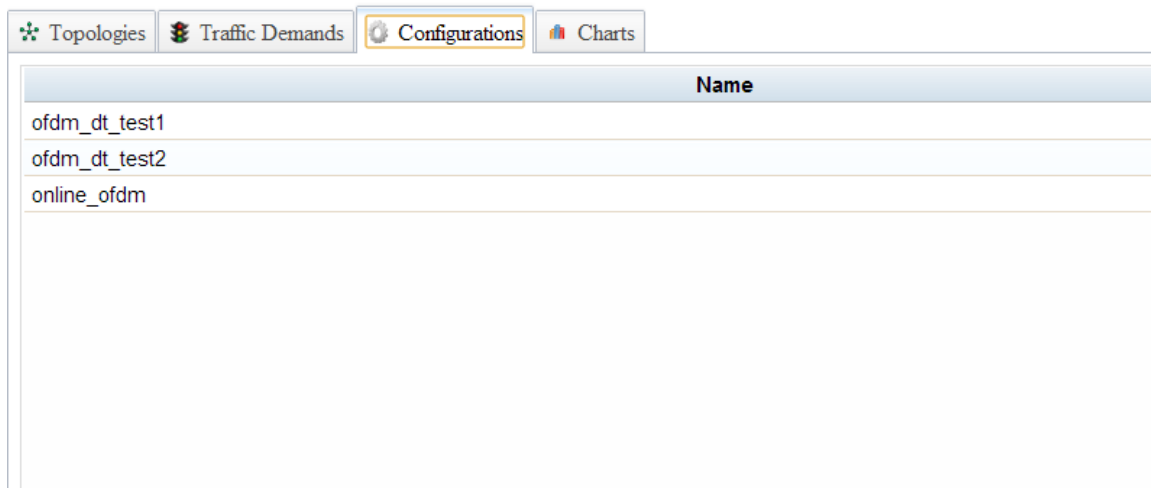 Topologies Traffic Demands Configurations Charts
Name
ofdm_dt_test1
ofdm_dt_test2
online_ofdm